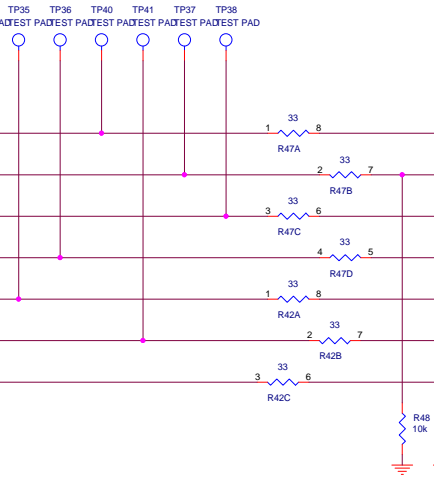 TP35 TP36 TP40 TP41 TP37 TP38
TEST PAD TEST PAD TEST PAD TEST PAD TEST PAD TEST PAD
33
1 8
R47A
33
2 7
R47B
33
3 6
R47C
33
4 5
R47D
33
1 8
R42A
33
2 7
R42B
33
3 6
R42C
R48
10k